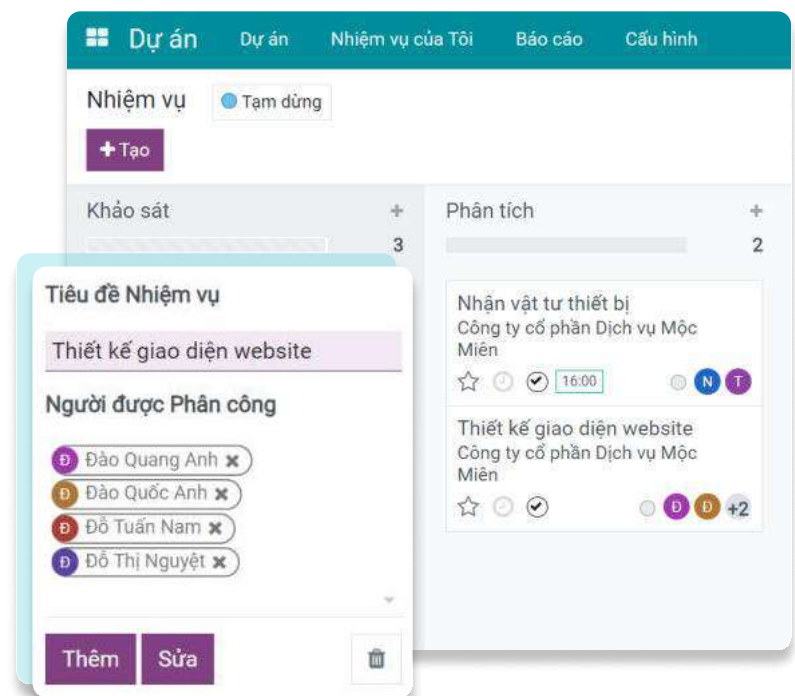 Dự án
Dự án
Nhiệm vụ của Tôi
Báo cáo
Cấu hình
Nhiệm vụ
Tạm dừng
+Tạo
Khảo sát
+
3
Phân tích
+
2
Tiêu đề Nhiệm vụ
Thiết kế giao diện website
Người được Phân công
Đ Đào Quang Anh ×
Đ Đào Quốc Anh ×
Đ Đỗ Tuấn Nam ×
Đ Đỗ Thị Nguyệt ×
Thêm
Sửa
Nhận vật tư thiết bị
Công ty cổ phần Dịch vụ Mộc
Miên
16:00
N T
Thiết kế giao diện website
Công ty cổ phần Dịch vụ Mộc
Miên
Đ Đ +2